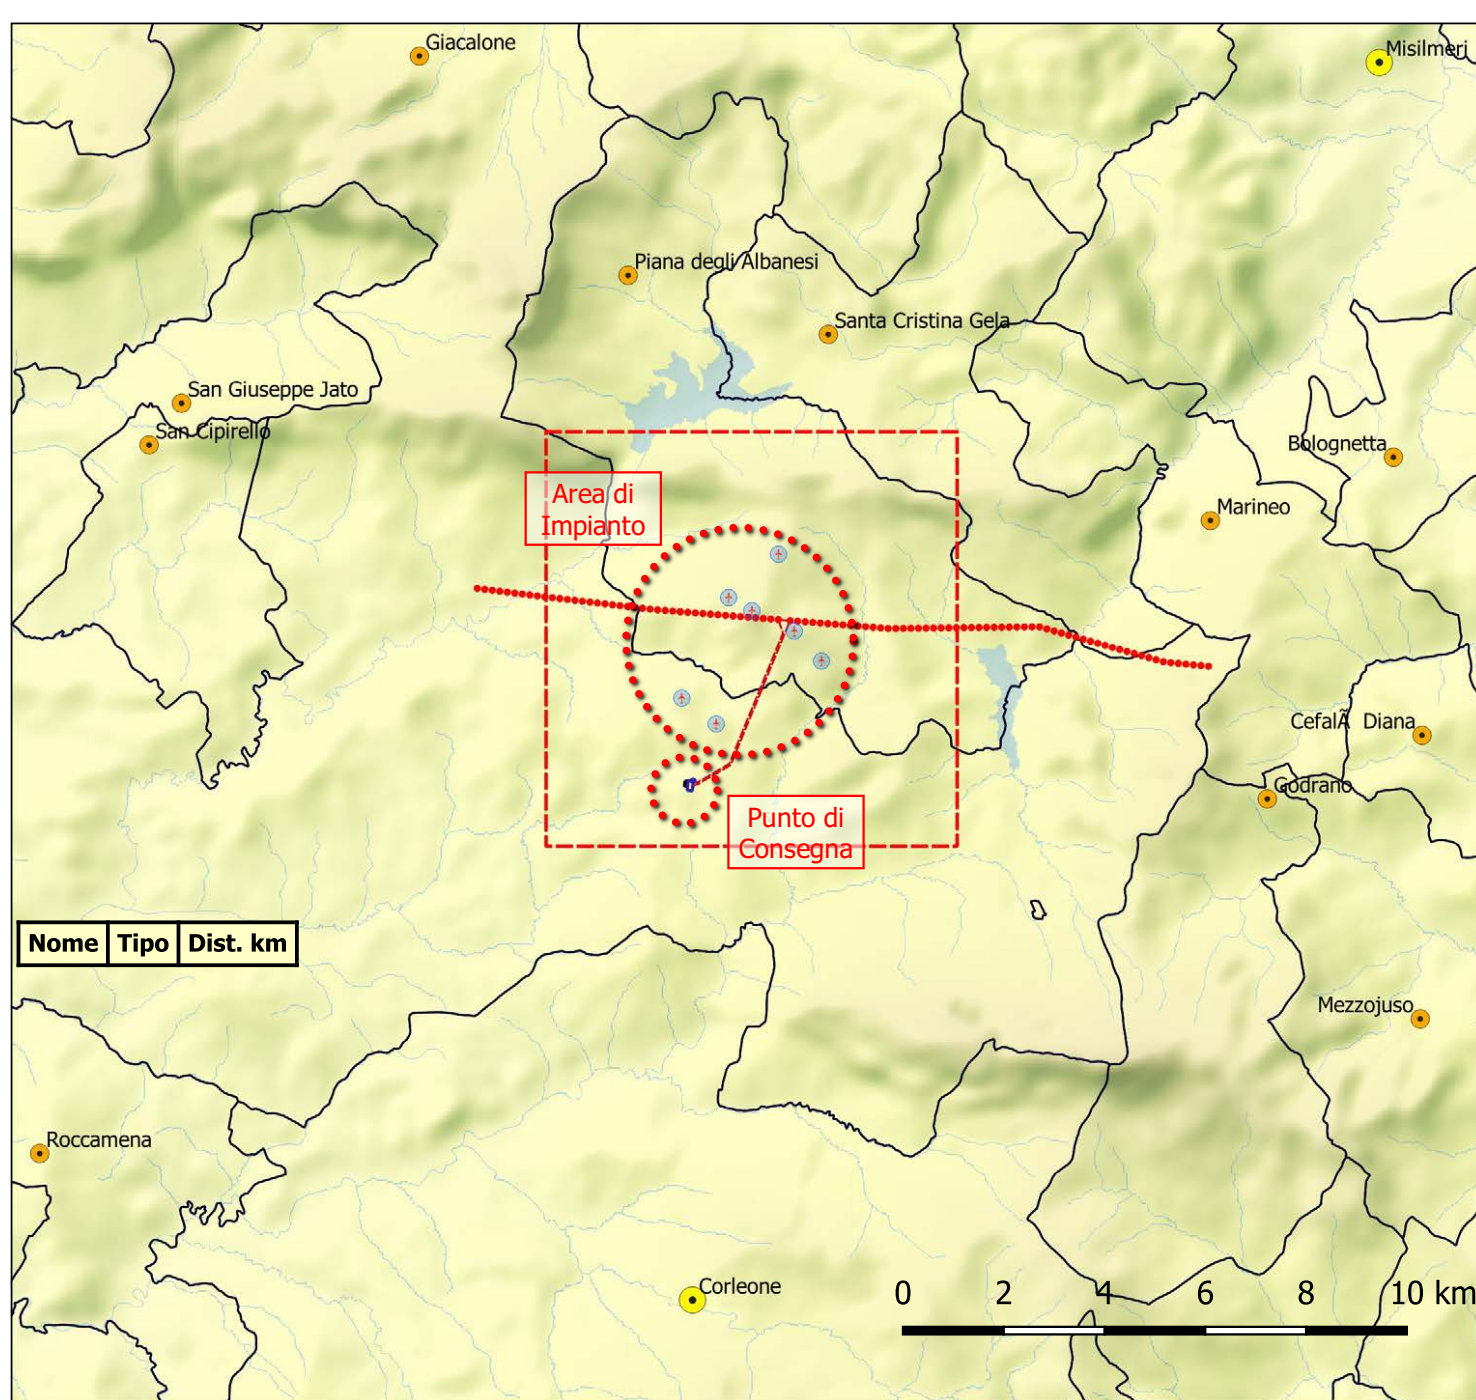 Giacalone
Misilmeri
Piana degli Albanesi
Santa Cristina Gela
San Giuseppe Jato
San Cipirello
Bolognetta
Area di
Impianto
Marineo
CefalÃ  Diana
Godrano
Punto di
Consegna
Nome Tipo Dist. km
Mezzojuso
Roccamena
Corleone
0 2 4 6 8 10 km